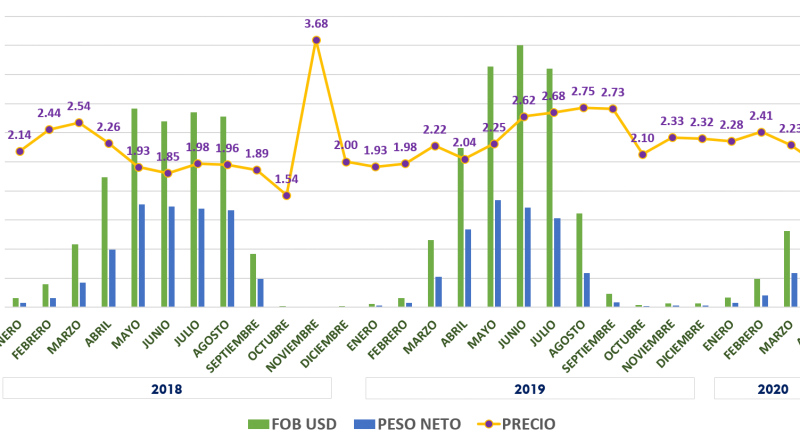 3.68
2.14 2.44 2.54 2.26 1.93 1.85 1.98 1.96 1.89 1.54 2.00 1.93 1.98 2.22 2.04 2.25 2.62 2.68 2.75 2.73 2.10 2.33 2.32 2.28 2.41 2.23
ENERO FEBRERO MARZO ABRIL MAYO JUNIO JULIO AGOSTO SEPTIEMBRE OCTUBRE NOVIEMBRE DICIEMBRE ENERO FEBRERO MARZO ABRIL MAYO JUNIO JULIO AGOSTO SEPTIEMBRE OCTUBRE NOVIEMBRE DICIEMBRE ENERO FEBRERO MARZO
2018 2019 2020
FOB USD PESO NETO PRECIO